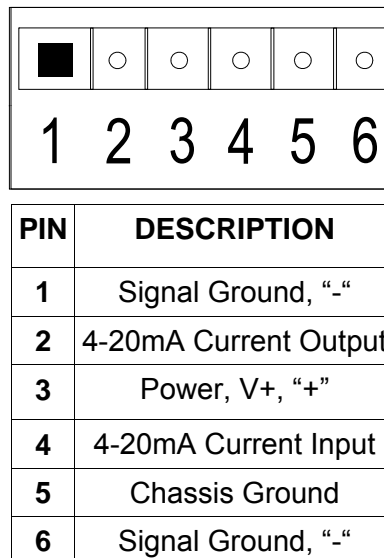 1 2 3 4 5 6
PIN DESCRIPTION
1 Signal Ground, “-“
2 4-20mA Current Output
3 Power, V+, “+”
4 4-20mA Current Input
5 Chassis Ground
6 Signal Ground, “-“